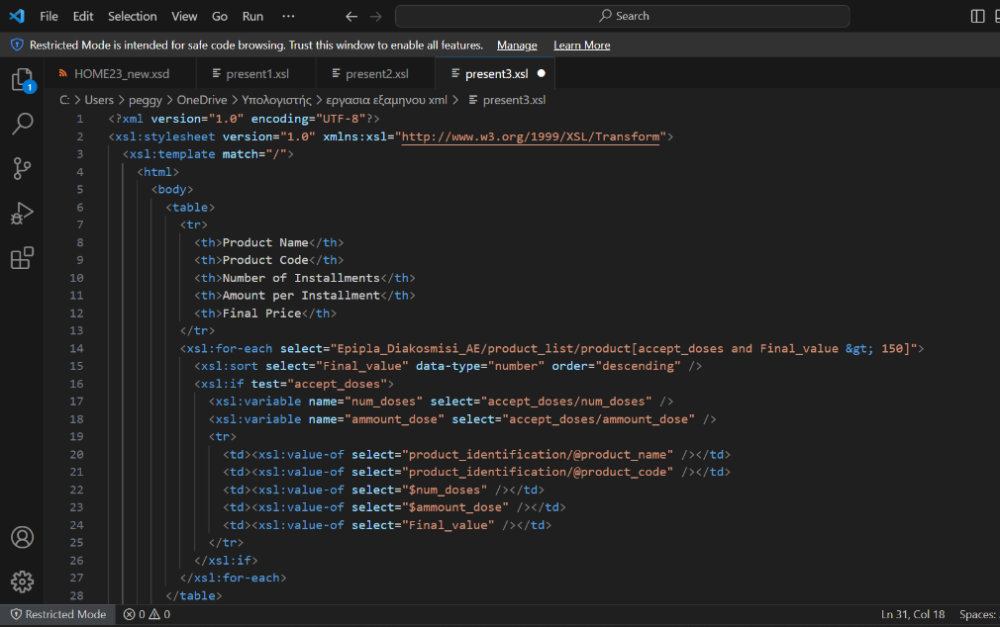 File Edit Selection View Go Run ··· ← → Search
Restricted Mode is intended for safe code browsing. Trust this window to enable all features. Manage Learn More
HOME23_new.xsd present1.xsl present2.xsl present3.xsl
1
C: > Users > peggy > OneDrive > Υπολογιστής > εργασια εξαμηνου xml > present3.xsl
1 <?xml version="1.0" encoding="UTF-8"?>
2 <xsl:stylesheet version="1.0" xmlns:xsl="http://www.w3.org/1999/XSL/Transform">
3 <xsl:template match="/">
4 <html>
5 <body>
6 <table>
7 <tr>
8 <th>Product Name</th>
9 <th>Product Code</th>
10 <th>Number of Installments</th>
11 <th>Amount per Installment</th>
12 <th>Final Price</th>
13 </tr>
14 <xsl:for-each select="Epipla_Diakosmisi_AE/product_list/product[accept_doses and Final_value &gt; 150]">
15 <xsl:sort select="Final_value" data-type="number" order="descending" />
16 <xsl:if test="accept_doses">
17 <xsl:variable name="num_doses" select="accept_doses/num_doses" />
18 <xsl:variable name="ammount_dose" select="accept_doses/ammount_dose" />
19 <tr>
20 <td><xsl:value-of select="product_identification/@product_name" /></td>
21 <td><xsl:value-of select="product_identification/@product_code" /></td>
22 <td><xsl:value-of select="$num_doses" /></td>
23 <td><xsl:value-of select="$ammount_dose" /></td>
24 <td><xsl:value-of select="Final_value" /></td>
25 </tr>
26 </xsl:if>
27 </xsl:for-each>
28 </table>
Restricted Mode 0 0 Ln 31, Col 18 Spaces: